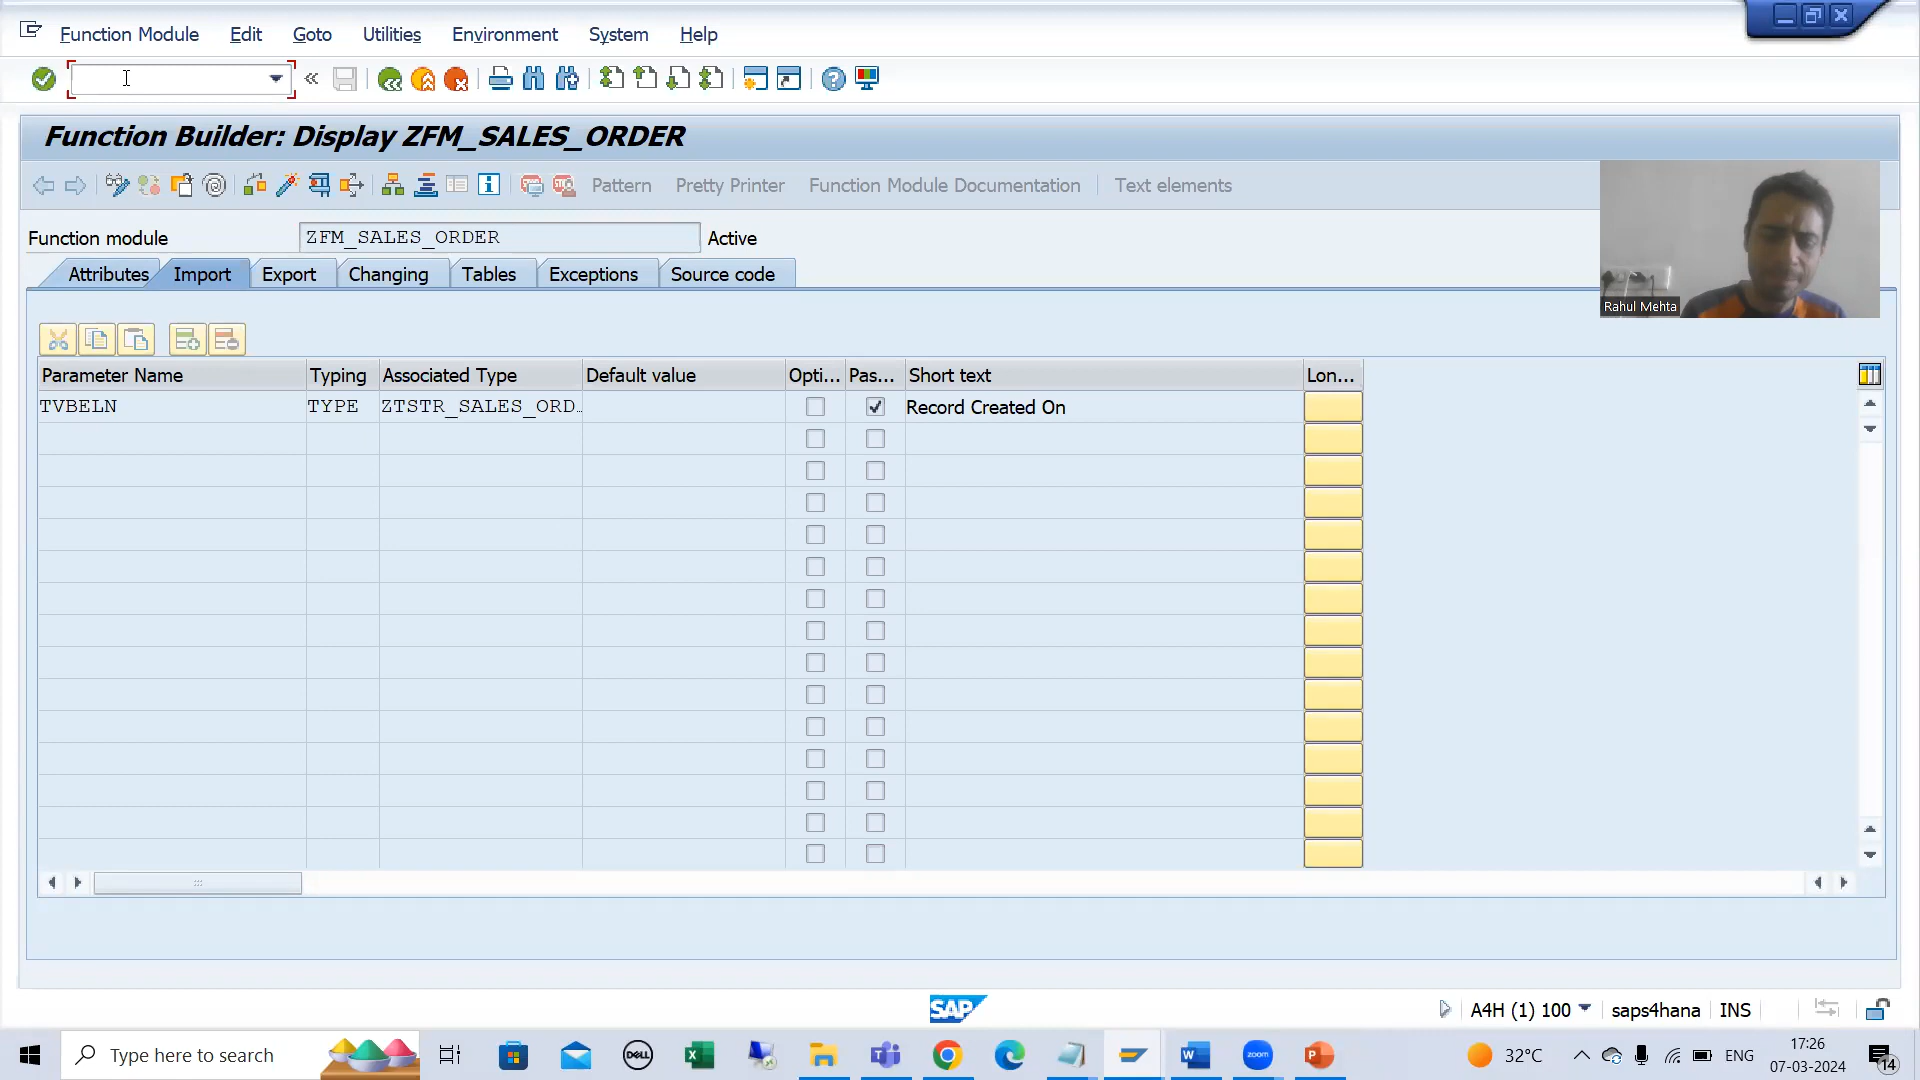 Function Module Edit Goto Utilities Environment System Help
Function Builder: Display ZFM_SALES_ORDER
Pattern Pretty Printer Function Module Documentation Text elements
Function module ZFM_SALES_ORDER Active
Attributes Import Export Changing Tables Exceptions Source code
Rahul Mehta
Parameter Name Typing Associated Type Default value Opti... Pas... Short text Lon...
TVBELN TYPE ZTSTR_SALES_ORD... Record Created On
SAP A4H (1) 100 saps4hana INS
Type here to search DELL zoom 32°C ENG 17:26
07-03-2024 14